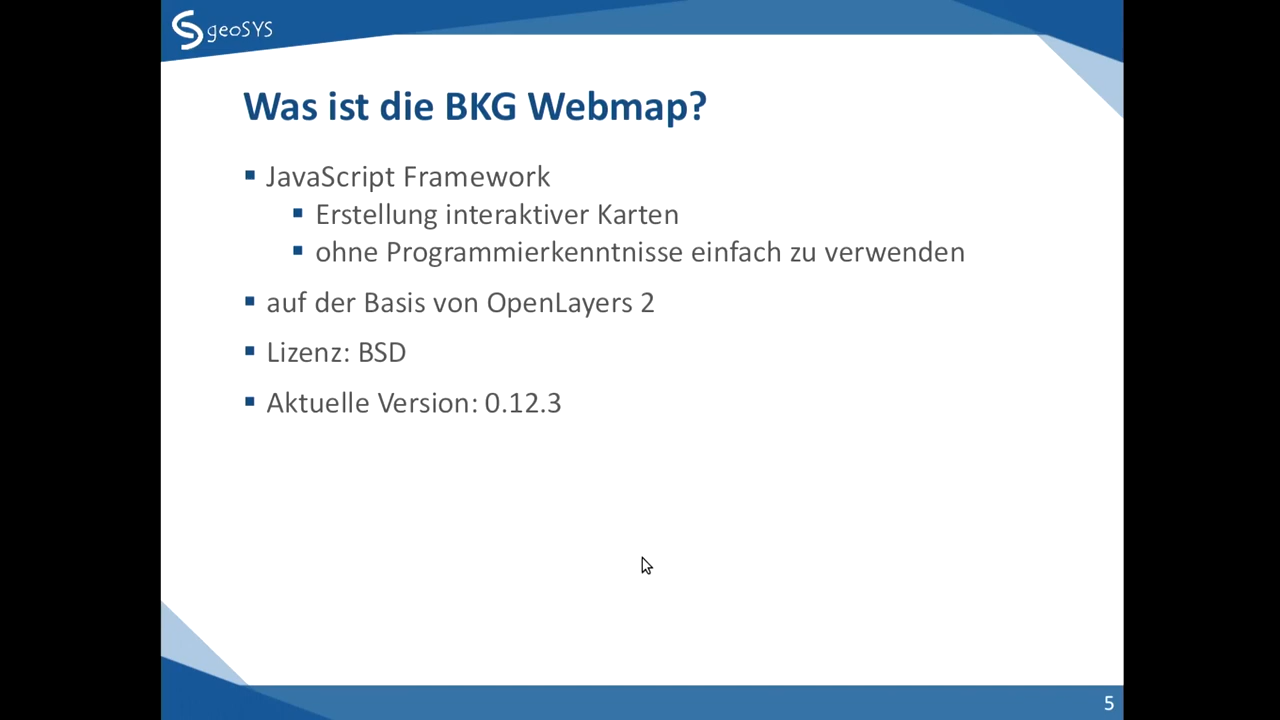 geoSYS
Was ist die BKG Webmap?
JavaScript Framework
Erstellung interaktiver Karten
ohne Programmierkenntnisse einfach zu verwenden
auf der Basis von OpenLayers 2
Lizenz: BSD
Aktuelle Version: 0.12.3
5